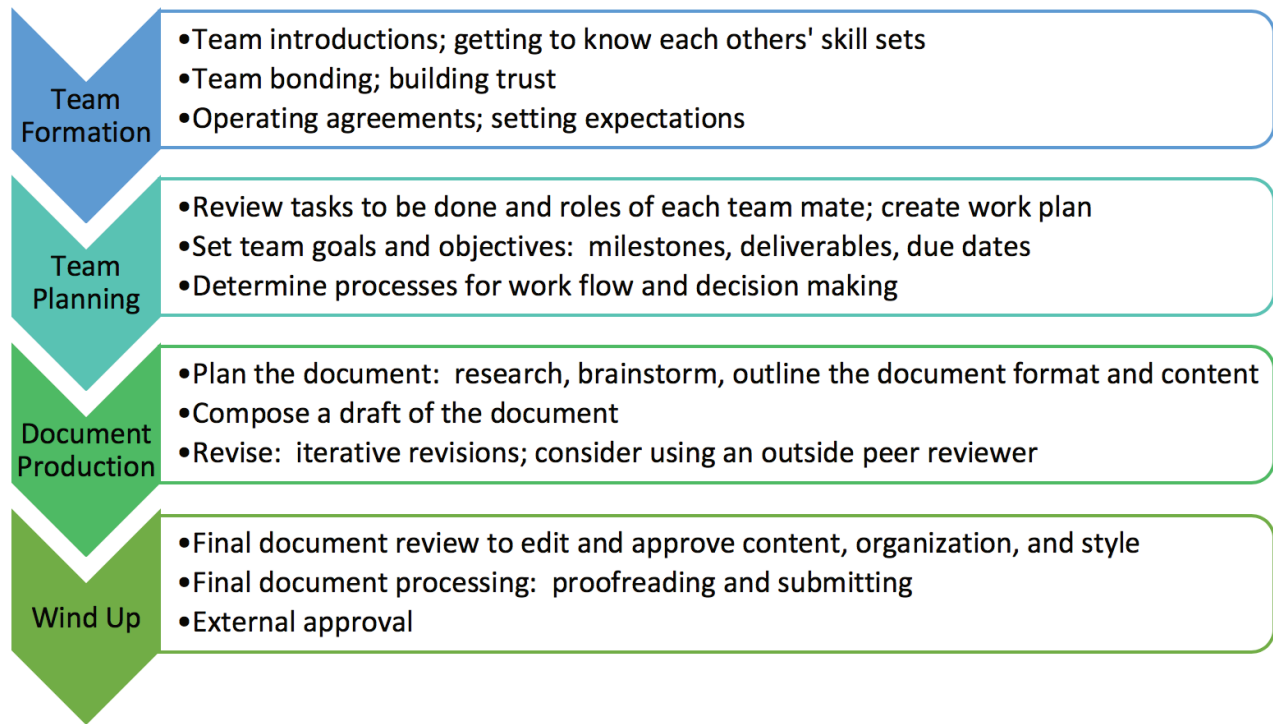 Team
Formation
•Team introductions; getting to know each others' skill sets
•Team bonding; building trust
•Operating agreements; setting expectations
Team
Planning
•Review tasks to be done and roles of each team mate; create work plan
•Set team goals and objectives:  milestones, deliverables, due dates
•Determine processes for work flow and decision making
Document
Production
•Plan the document:  research, brainstorm, outline the document format and content
•Compose a draft of the document
•Revise:  iterative revisions; consider using an outside peer reviewer
Wind Up
•Final document review to edit and approve content, organization, and style
•Final document processing:  proofreading and submitting
•External approval